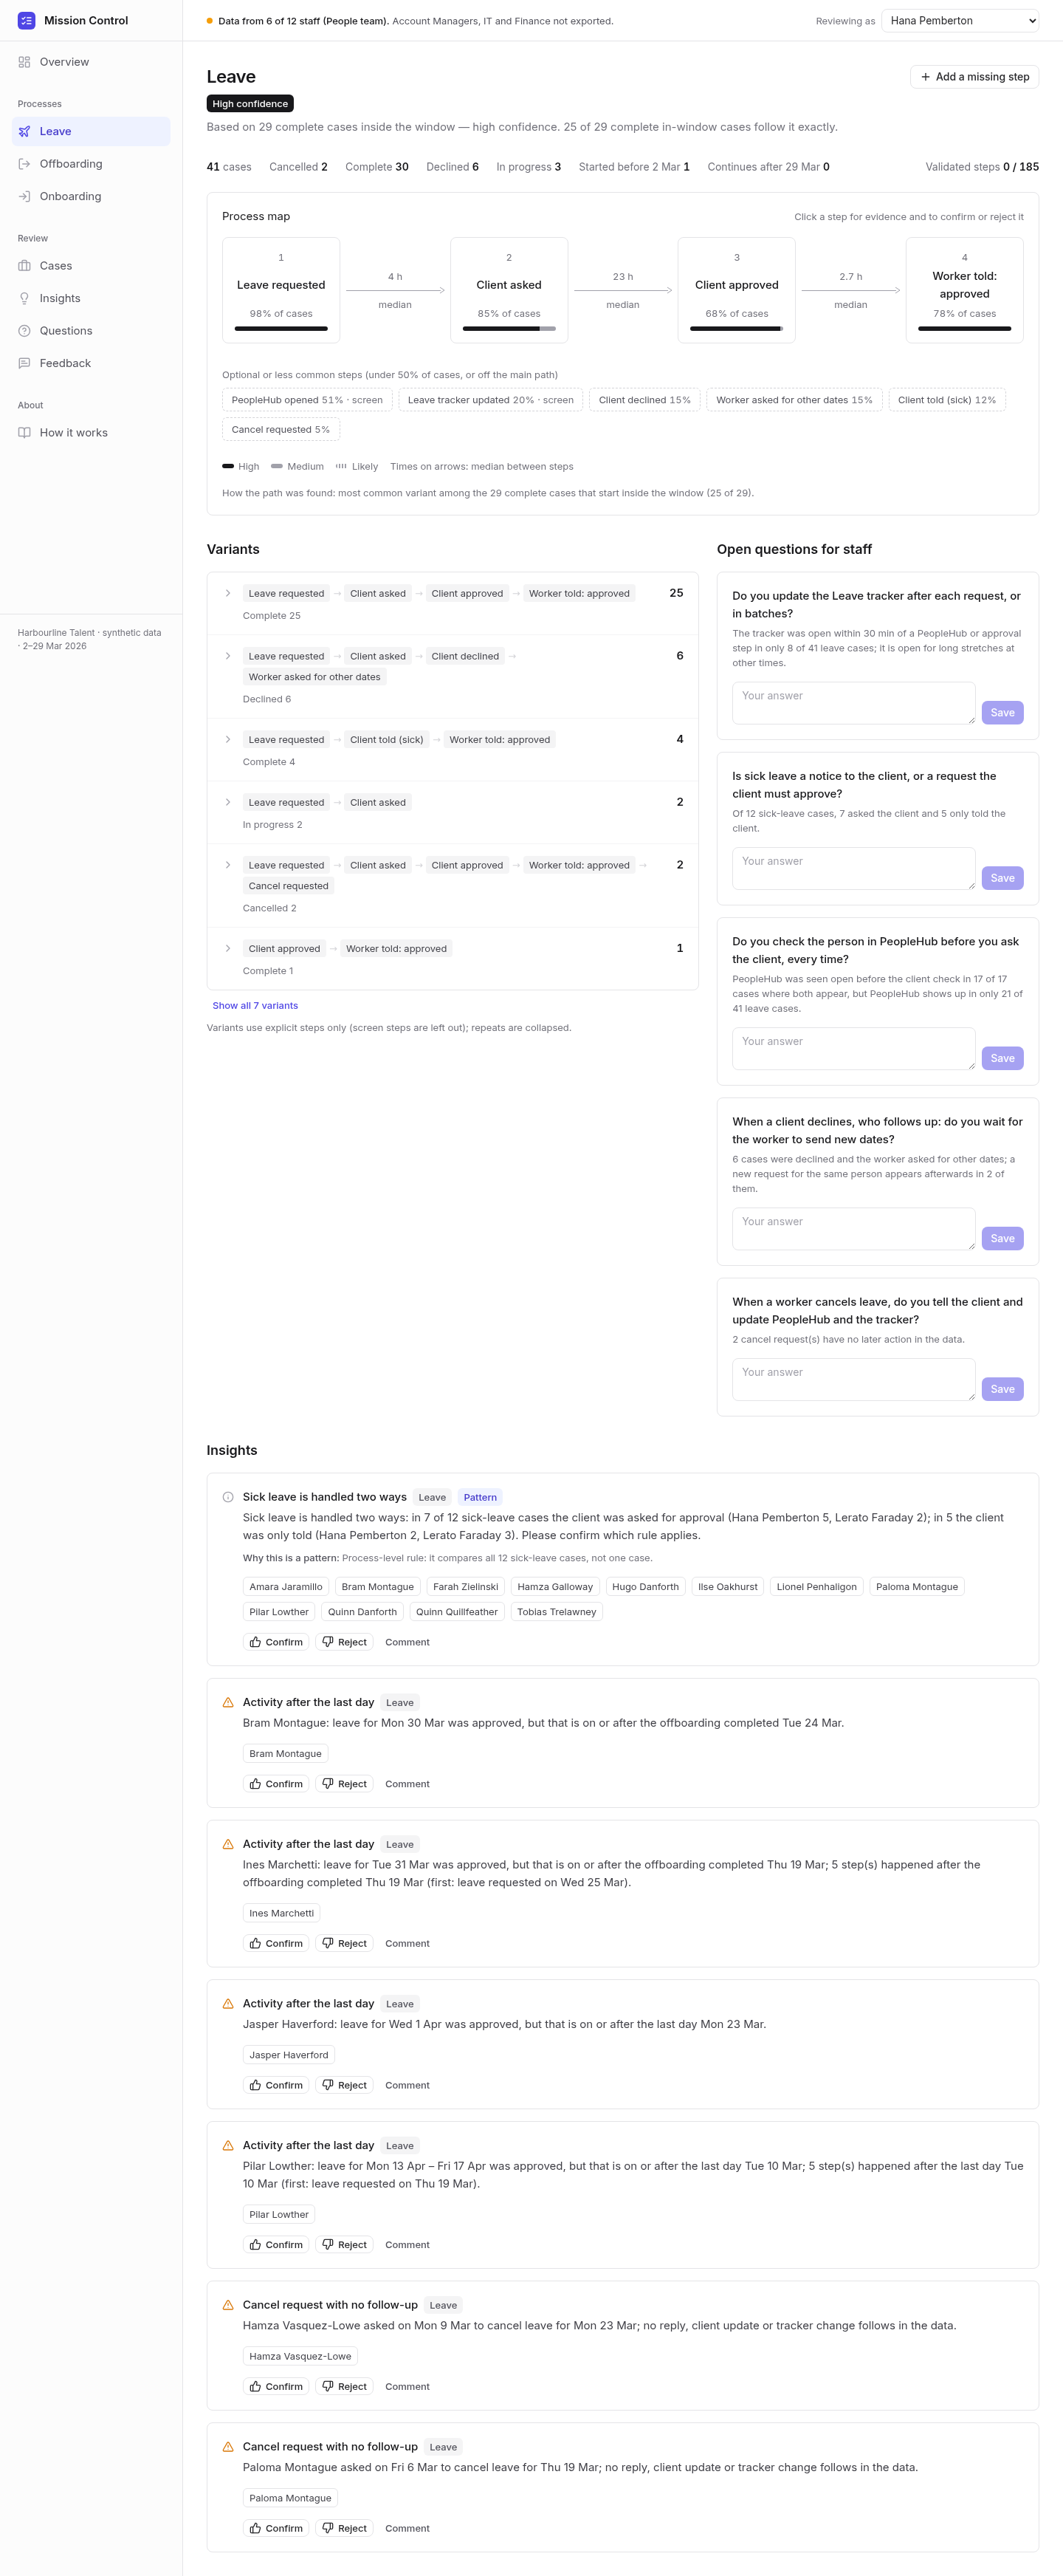 Mission Control
Data from 6 of 12 staff (People team). Account Managers, IT and Finance not exported.
Reviewing as
Hana Pemberton
Overview
Processes
Leave
Offboarding
Onboarding
Review
Cases
Insights
Questions
Feedback
About
How it works
Harbourline Talent · synthetic data
· 2–29 Mar 2026
Leave
Add a missing step
High confidence
Based on 29 complete cases inside the window — high confidence. 25 of 29 complete in-window cases follow it exactly.
41 cases Cancelled 2 Complete 30 Declined 6 In progress 3 Started before 2 Mar 1 Continues after 29 Mar 0 Validated steps 0 / 185
Process map
Click a step for evidence and to confirm or reject it
1
Leave requested
98% of cases
4 h
median
2
Client asked
85% of cases
23 h
median
3
Client approved
68% of cases
2.7 h
median
4
Worker told:
approved
78% of cases
Optional or less common steps (under 50% of cases, or off the main path)
PeopleHub opened 51% · screen Leave tracker updated 20% · screen Client declined 15% Worker asked for other dates 15% Client told (sick) 12%
Cancel requested 5%
High Medium Likely Times on arrows: median between steps
How the path was found: most common variant among the 29 complete cases that start inside the window (25 of 29).
Variants
Leave requested → Client asked → Client approved → Worker told: approved 25
Complete 25
Leave requested → Client asked → Client declined → 6
Worker asked for other dates
Declined 6
Leave requested → Client told (sick) → Worker told: approved 4
Complete 4
Leave requested → Client asked 2
In progress 2
Leave requested → Client asked → Client approved → Worker told: approved → 2
Cancel requested
Cancelled 2
Client approved → Worker told: approved 1
Complete 1
Show all 7 variants
Variants use explicit steps only (screen steps are left out); repeats are collapsed.
Open questions for staff
Do you update the Leave tracker after each request, or
in batches?
The tracker was open within 30 min of a PeopleHub or approval
step in only 8 of 41 leave cases; it is open for long stretches at
other times.
Your answer
Save
Is sick leave a notice to the client, or a request the
client must approve?
Of 12 sick-leave cases, 7 asked the client and 5 only told the
client.
Your answer
Save
Do you check the person in PeopleHub before you ask
the client, every time?
PeopleHub was seen open before the client check in 17 of 17
cases where both appear, but PeopleHub shows up in only 21 of
41 leave cases.
Your answer
Save
When a client declines, who follows up: do you wait for
the worker to send new dates?
6 cases were declined and the worker asked for other dates; a
new request for the same person appears afterwards in 2 of
them.
Your answer
Save
When a worker cancels leave, do you tell the client and
update PeopleHub and the tracker?
2 cancel request(s) have no later action in the data.
Your answer
Save
Insights
Sick leave is handled two ways Leave Pattern
Sick leave is handled two ways: in 7 of 12 sick-leave cases the client was asked for approval (Hana Pemberton 5, Lerato Faraday 2); in 5 the client
was only told (Hana Pemberton 2, Lerato Faraday 3). Please confirm which rule applies.
Why this is a pattern: Process-level rule: it compares all 12 sick-leave cases, not one case.
Amara Jaramillo Bram Montague Farah Zielinski Hamza Galloway Hugo Danforth Ilse Oakhurst Lionel Penhaligon Paloma Montague
Pilar Lowther Quinn Danforth Quinn Quillfeather Tobias Trelawney
Confirm Reject Comment
Activity after the last day Leave
Bram Montague: leave for Mon 30 Mar was approved, but that is on or after the offboarding completed Tue 24 Mar.
Bram Montague
Confirm Reject Comment
Activity after the last day Leave
Ines Marchetti: leave for Tue 31 Mar was approved, but that is on or after the offboarding completed Thu 19 Mar; 5 step(s) happened after the
offboarding completed Thu 19 Mar (first: leave requested on Wed 25 Mar).
Ines Marchetti
Confirm Reject Comment
Activity after the last day Leave
Jasper Haverford: leave for Wed 1 Apr was approved, but that is on or after the last day Mon 23 Mar.
Jasper Haverford
Confirm Reject Comment
Activity after the last day Leave
Pilar Lowther: leave for Mon 13 Apr – Fri 17 Apr was approved, but that is on or after the last day Tue 10 Mar; 5 step(s) happened after the last day Tue
10 Mar (first: leave requested on Thu 19 Mar).
Pilar Lowther
Confirm Reject Comment
Cancel request with no follow-up Leave
Hamza Vasquez-Lowe asked on Mon 9 Mar to cancel leave for Mon 23 Mar; no reply, client update or tracker change follows in the data.
Hamza Vasquez-Lowe
Confirm Reject Comment
Cancel request with no follow-up Leave
Paloma Montague asked on Fri 6 Mar to cancel leave for Thu 19 Mar; no reply, client update or tracker change follows in the data.
Paloma Montague
Confirm Reject Comment